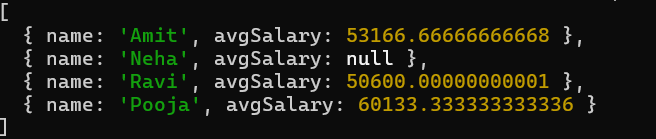 [
  { name: 'Amit', avgSalary: 53166.66666666668 },
  { name: 'Neha', avgSalary: null },
  { name: 'Ravi', avgSalary: 50600.00000000001 },
  { name: 'Pooja', avgSalary: 60133.333333333336 }
]